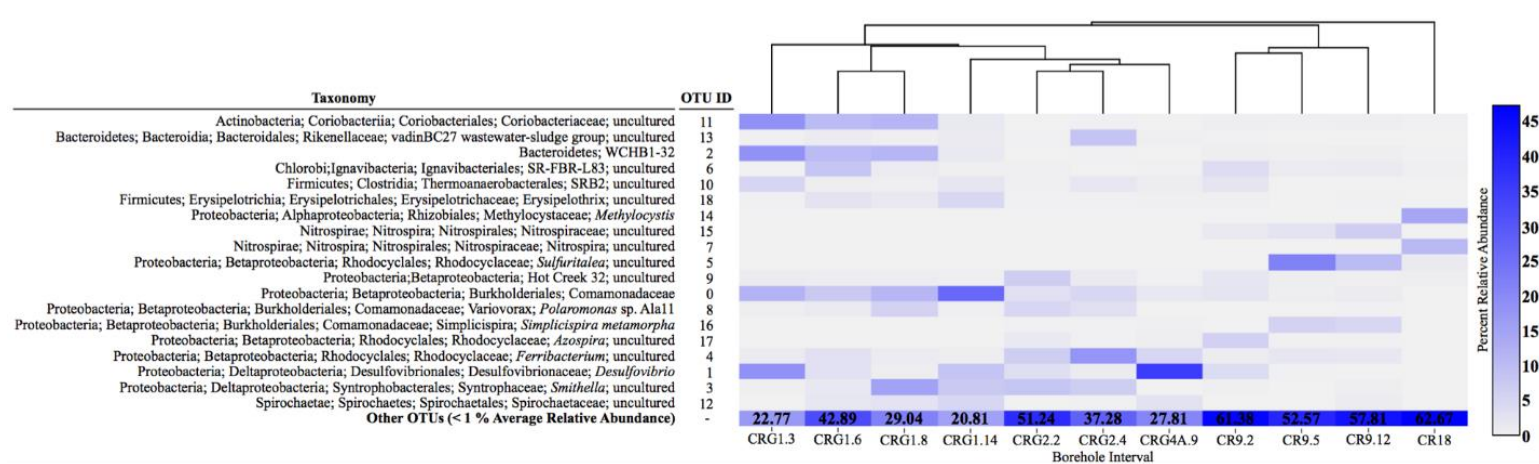 Taxonomy OTU ID
Actinobacteria; Coriobacteriia; Coriobacteriales; Coriobacteriaceae; uncultured 11
Bacteroidetes; Bacteroidia; Bacteroidales; Rikenellaceae; vadinBC27 wastewater-sludge group; uncultured 13
Bacteroidetes; WCHB1-32 2
Chlorobi;Ignavibacteria; Ignavibacteriales; SR-FBR-L83; uncultured 6
Firmicutes; Clostridia; Thermoanaerobacterales; SRB2; uncultured 10
Firmicutes; Erysipelotrichia; Erysipelotrichales; Erysipelotrichaceae; Erysipelothrix; uncultured 18
Proteobacteria; Alphaproteobacteria; Rhizobiales; Methylocystaceae; Methylocystis 14
Nitrospirae; Nitrospira; Nitrospirales; Nitrospiraceae; uncultured 15
Nitrospirae; Nitrospira; Nitrospirales; Nitrospiraceae; Nitrospira; uncultured 7
Proteobacteria; Betaproteobacteria; Rhodocyclales; Rhodocyclaceae; Sulfuritalea; uncultured 5
Proteobacteria;Betaproteobacteria; Hot Creek 32; uncultured 9
Proteobacteria; Betaproteobacteria; Burkholderiales; Comamonadaceae 0
Proteobacteria; Betaproteobacteria; Burkholderiales; Comamonadaceae; Variovorax; Polaromonas sp. Ala11 8
Proteobacteria; Betaproteobacteria; Burkholderiales; Comamonadaceae; Simplicispira; Simplicispira metamorpha 16
Proteobacteria; Betaproteobacteria; Rhodocyclales; Rhodocyclaceae; Azospira; uncultured 17
Proteobacteria; Betaproteobacteria; Rhodocyclales; Rhodocyclaceae; Ferribacterium; uncultured 4
Proteobacteria; Deltaproteobacteria; Desulfovibrionales; Desulfovibrionaceae; Desulfovibrio 1
Proteobacteria; Deltaproteobacteria; Syntrophobacterales; Syntrophaceae; Smithella; uncultured 3
Spirochaetae; Spirochaetes; Spirochaetales; Spirochaetaceae; uncultured 12
Other OTUs (< 1 % Average Relative Abundance) - 22.77 42.89 29.04 20.81 51.24 37.28 27.81 61.38 52.57 57.81 62.67
CRG1.3 CRG1.6 CRG1.8 CRG1.14 CRG2.2 CRG2.4 CRG4A.9 CR9.2 CR9.5 CR9.12 CR18
Borehole Interval
Percent Relative Abundance
45
40
35
30
25
20
15
10
5
0